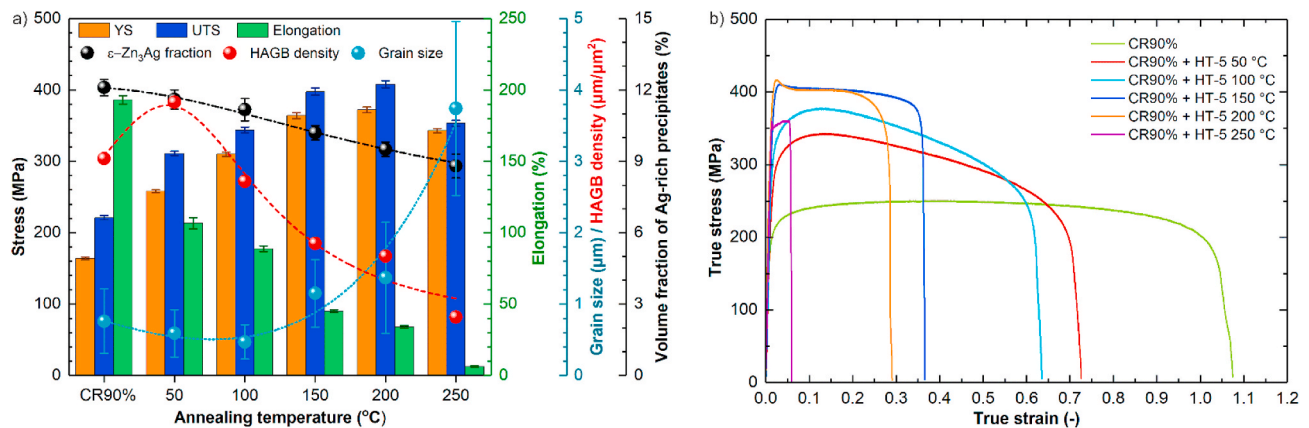 a)
YS
UTS
Elongation
ε–Zn₃Ag fraction
HAGB density
Grain size
500
400
300
200
100
0
Stress (MPa)
CR90%
50
100
150
200
250
Annealing temperature (°C)
250
200
150
100
50
0
Elongation (%)
5
4
3
2
1
0
Grain size (µm) / HAGB density (µm/µm²)
15
12
9
6
3
0
Volume fraction of Ag-rich precipitates (%)
b)
500
400
300
200
100
0
True stress (MPa)
CR90%
CR90% + HT-5 50 °C
CR90% + HT-5 100 °C
CR90% + HT-5 150 °C
CR90% + HT-5 200 °C
CR90% + HT-5 250 °C
0.0 0.1 0.2 0.3 0.4 0.5 0.6 0.7 0.8 0.9 1.0 1.1 1.2
True strain (-)